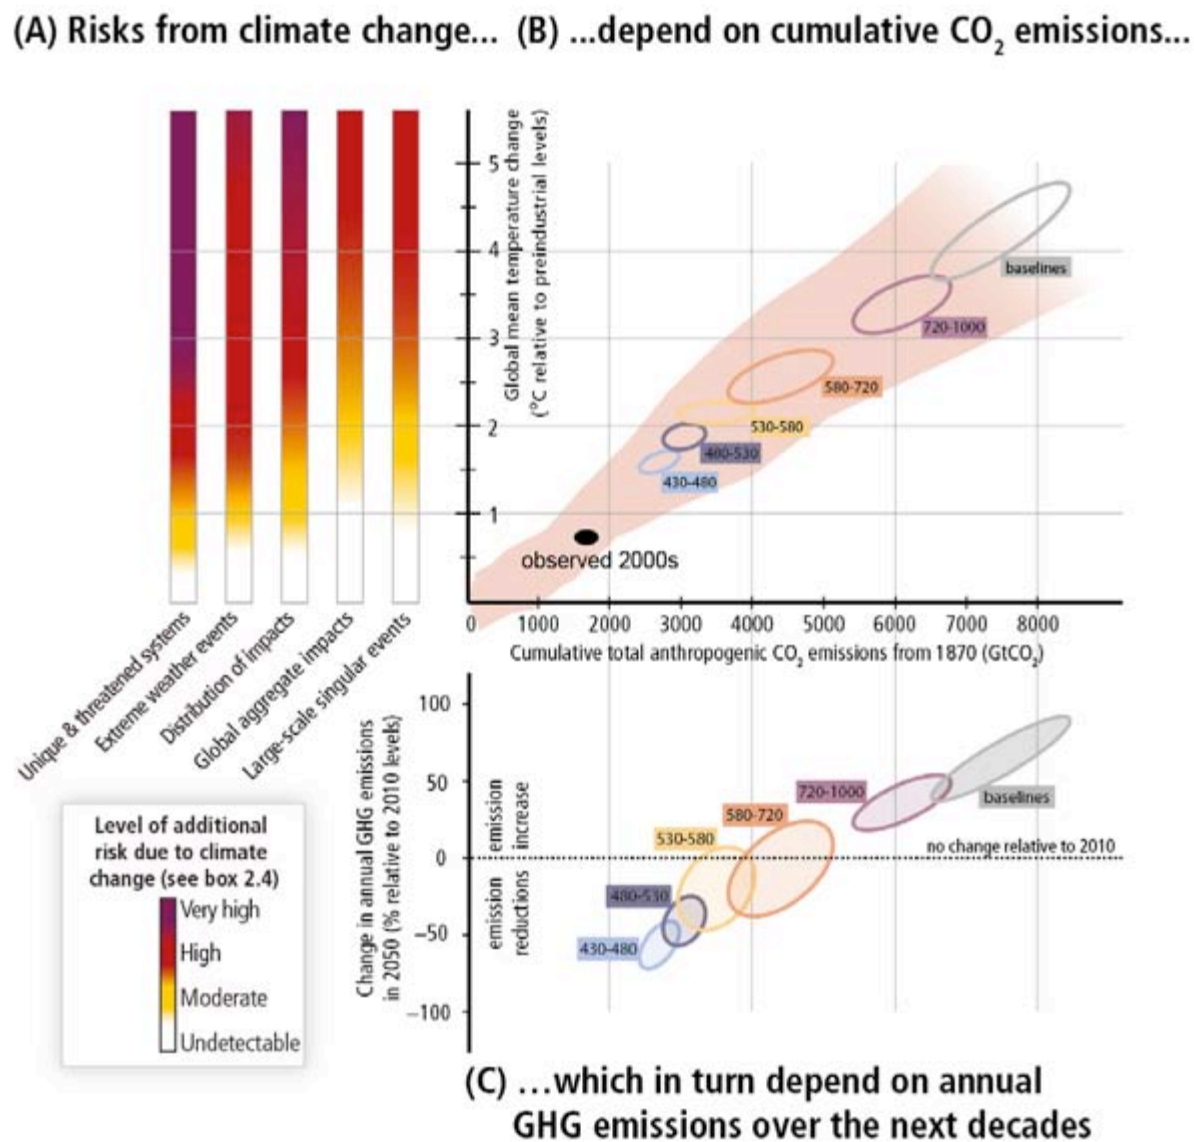 (A) Risks from climate change... (B) ...depend on cumulative CO₂ emissions...
Global mean temperature change
(°C relative to preindustrial levels)
5
4
3
2
1
baselines
720-1000
580-720
530-580
480-530
430-480
observed 2000s
0 1000 2000 3000 4000 5000 6000 7000 8000
Cumulative total anthropogenic CO₂ emissions from 1870 (GtCO₂)
Unique & threatened systems
Extreme weather events
Distribution of impacts
Global aggregate impacts
Large-scale singular events
Level of additional
risk due to climate
change (see box 2.4)
Very high
High
Moderate
Undetectable
Change in annual GHG emissions
in 2050 (% relative to 2010 levels)
100
50
0
−50
−100
emission
increase
emission
reductions
720-1000
baselines
580-720
530-580
no change relative to 2010
480-530
430-480
(C) ...which in turn depend on annual
GHG emissions over the next decades